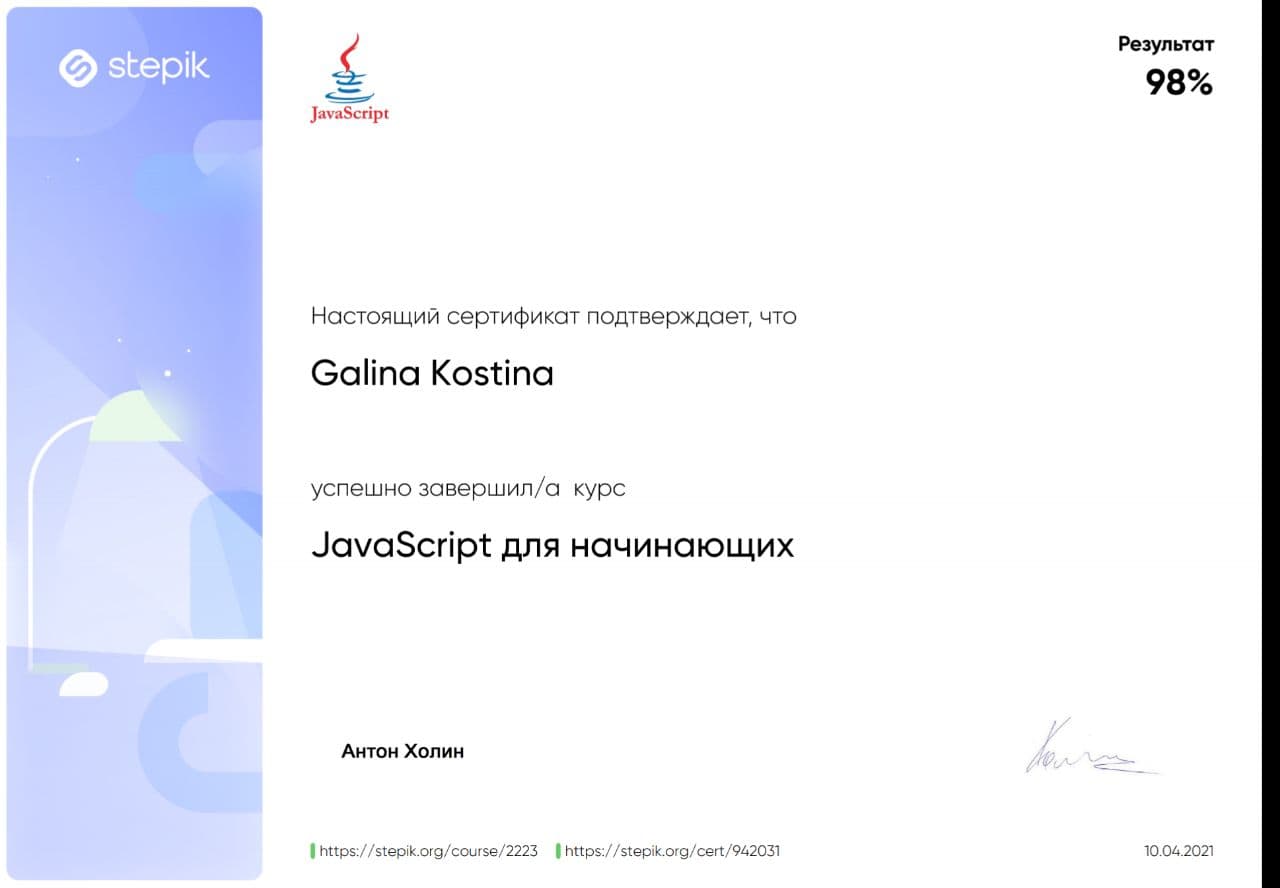 stepik
JavaScript
Результат
98%
Настоящий сертификат подтверждает, что
Galina Kostina
успешно завершил/а курс
JavaScript для начинающих
Антон Холин
https://stepik.org/course/2223 https://stepik.org/cert/942031
10.04.2021